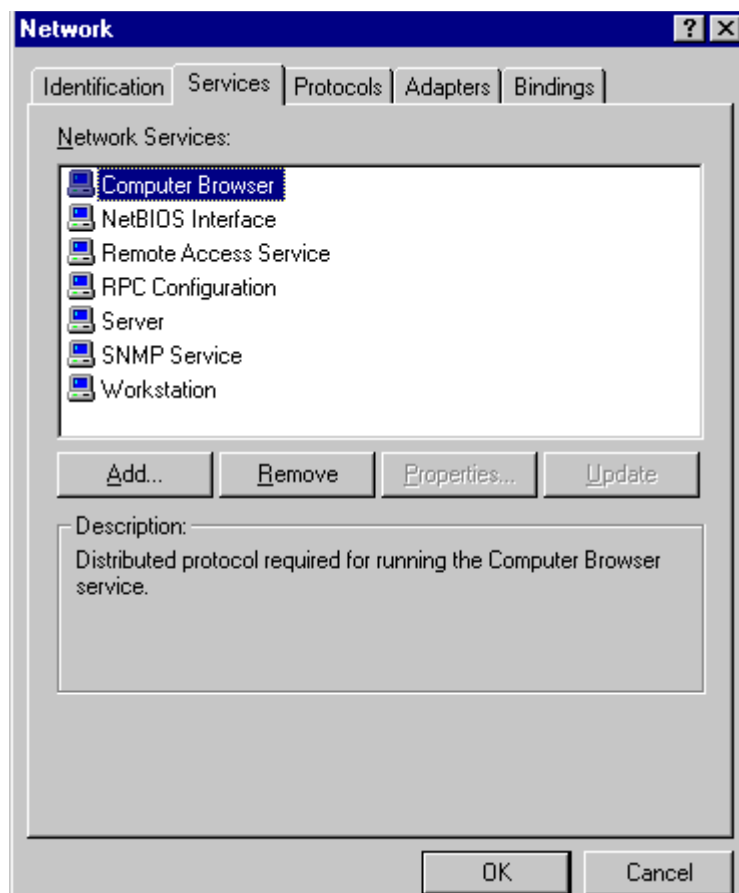 Network
Identification Services Protocols Adapters Bindings
Network Services:
Computer Browser
NetBIOS Interface
Remote Access Service
RPC Configuration
Server
SNMP Service
Workstation
Add... Remove Properties... Update
Description:
Distributed protocol required for running the Computer Browser
service.
OK Cancel